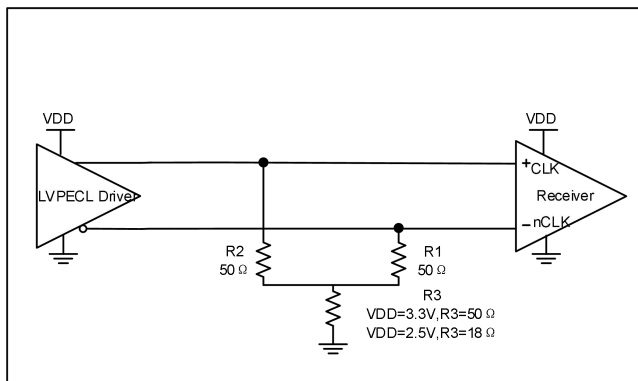 VDD
VDD
LVPECL Driver
+CLK
Receiver
-nCLK
R2
50 Ω
R1
50 Ω
R3
VDD=3.3V,R3=50 Ω
VDD=2.5V,R3=18 Ω